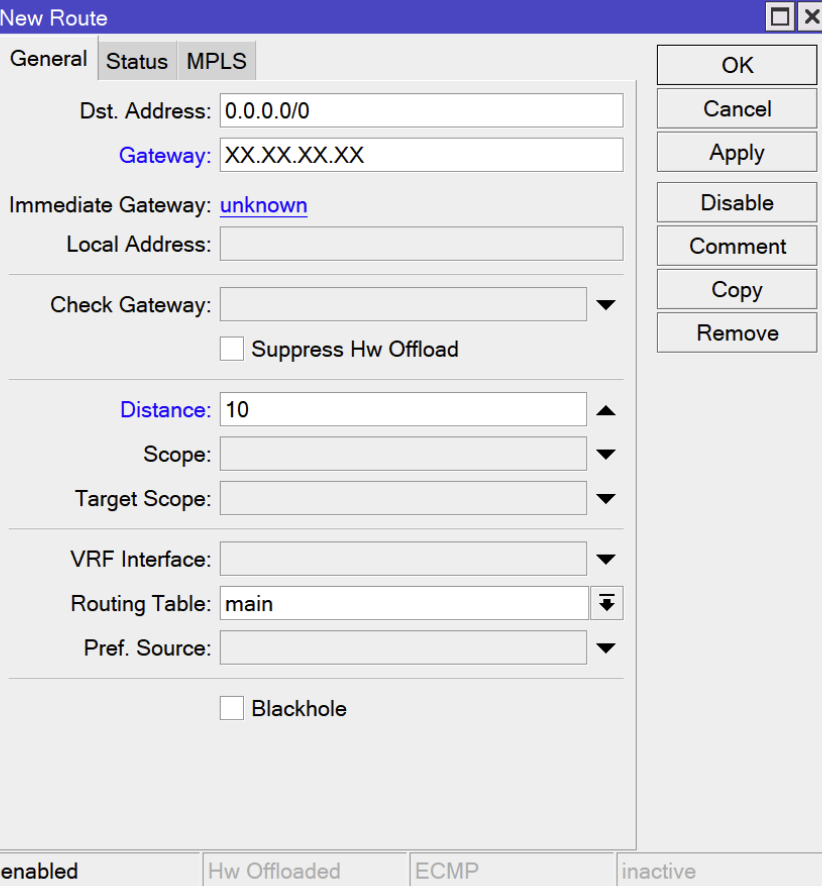 New Route
General Status MPLS
OK
Cancel
Apply
Disable
Comment
Copy
Remove
Dst. Address: 0.0.0.0/0
Gateway: XX.XX.XX.XX
Immediate Gateway: unknown
Local Address:
Check Gateway:
Suppress Hw Offload
Distance: 10
Scope:
Target Scope:
VRF Interface:
Routing Table: main
Pref. Source:
Blackhole
enabled Hw Offloaded ECMP inactive